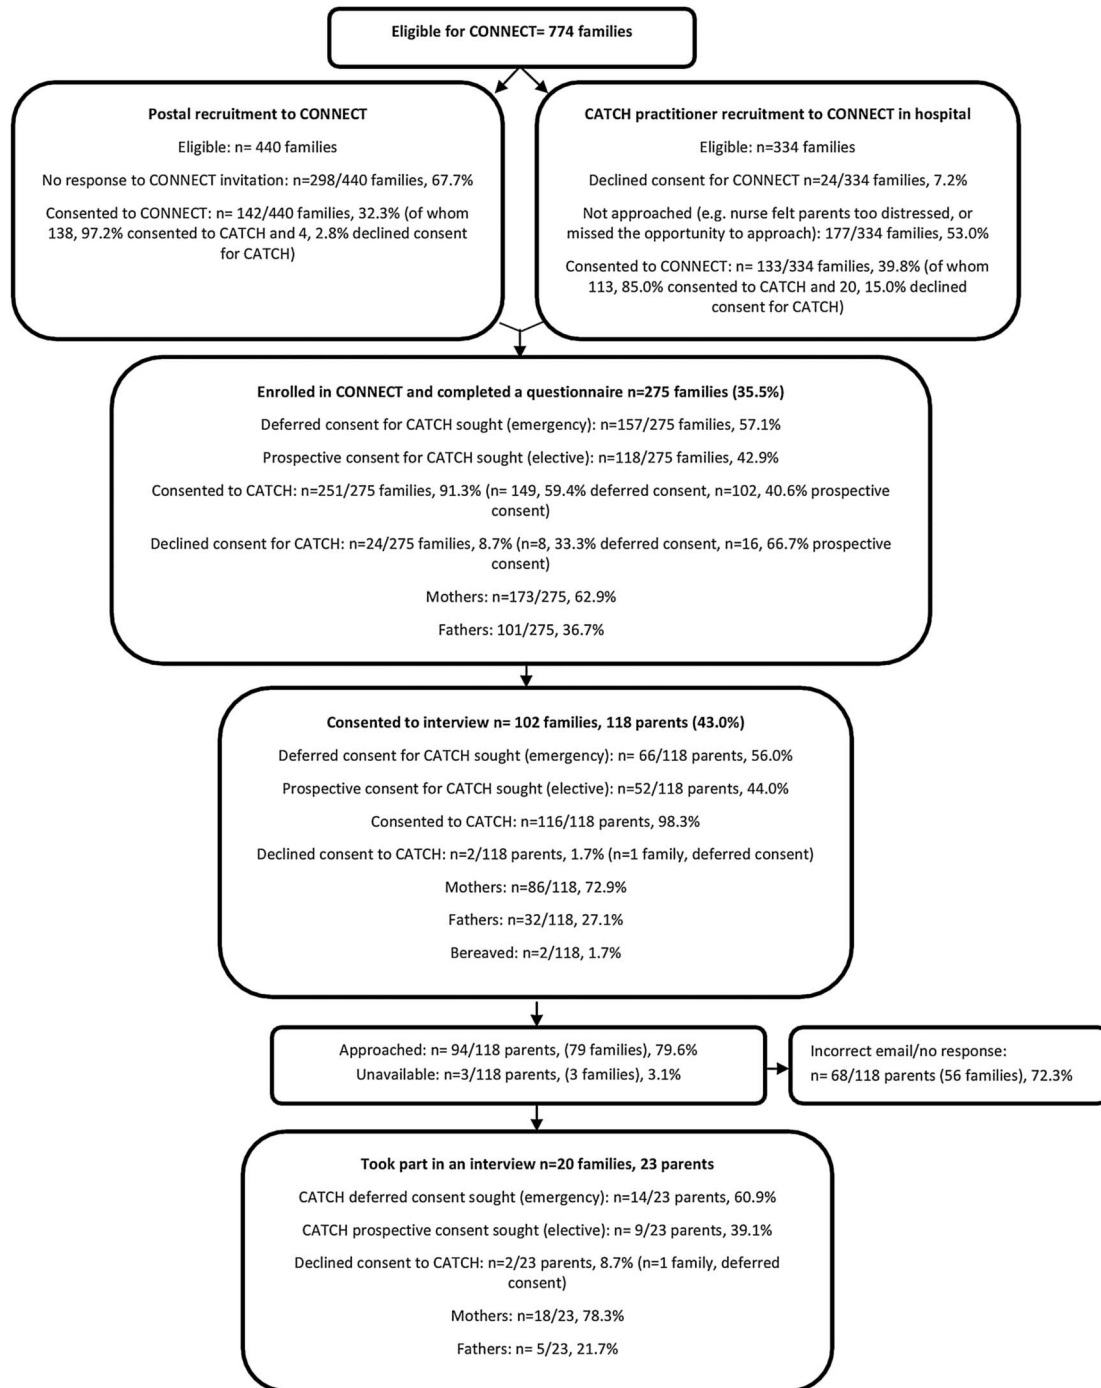 Eligible for CONNECT= 774 families
Postal recruitment to CONNECT
Eligible: n= 440 families
No response to CONNECT invitation: n=298/440 families, 67.7%
Consented to CONNECT: n= 142/440 families, 32.3% (of whom
138, 97.2% consented to CATCH and 4, 2.8% declined consent
for CATCH)
CATCH practitioner recruitment to CONNECT in hospital
Eligible: n=334 families
Declined consent for CONNECT n=24/334 families, 7.2%
Not approached (e.g. nurse felt parents too distressed, or
missed the opportunity to approach): 177/334 families, 53.0%
Consented to CONNECT: n= 133/334 families, 39.8% (of whom
113, 85.0% consented to CATCH and 20, 15.0% declined
consent for CATCH)
Enrolled in CONNECT and completed a questionnaire n=275 families (35.5%)
Deferred consent for CATCH sought (emergency): n=157/275 families, 57.1%
Prospective consent for CATCH sought (elective): n=118/275 families, 42.9%
Consented to CATCH: n=251/275 families, 91.3% (n= 149, 59.4% deferred consent, n=102, 40.6% prospective
consent)
Declined consent for CATCH: n=24/275 families, 8.7% (n=8, 33.3% deferred consent, n=16, 66.7% prospective
consent)
Mothers: n=173/275, 62.9%
Fathers: 101/275, 36.7%
Consented to interview n= 102 families, 118 parents (43.0%)
Deferred consent for CATCH sought (emergency): n= 66/118 parents, 56.0%
Prospective consent for CATCH sought (elective): n=52/118 parents, 44.0%
Consented to CATCH: n=116/118 parents, 98.3%
Declined consent to CATCH: n=2/118 parents, 1.7% (n=1 family, deferred consent)
Mothers: n=86/118, 72.9%
Fathers: n=32/118, 27.1%
Bereaved: n=2/118, 1.7%
Approached: n= 94/118 parents, (79 families), 79.6%
Unavailable: n=3/118 parents, (3 families), 3.1%
Incorrect email/no response:
n= 68/118 parents (56 families), 72.3%
Took part in an interview n=20 families, 23 parents
CATCH deferred consent sought (emergency): n=14/23 parents, 60.9%
CATCH prospective consent sought (elective): n= 9/23 parents, 39.1%
Declined consent to CATCH: n=2/23 parents, 8.7% (n=1 family, deferred
consent)
Mothers: n=18/23, 78.3%
Fathers: n= 5/23, 21.7%